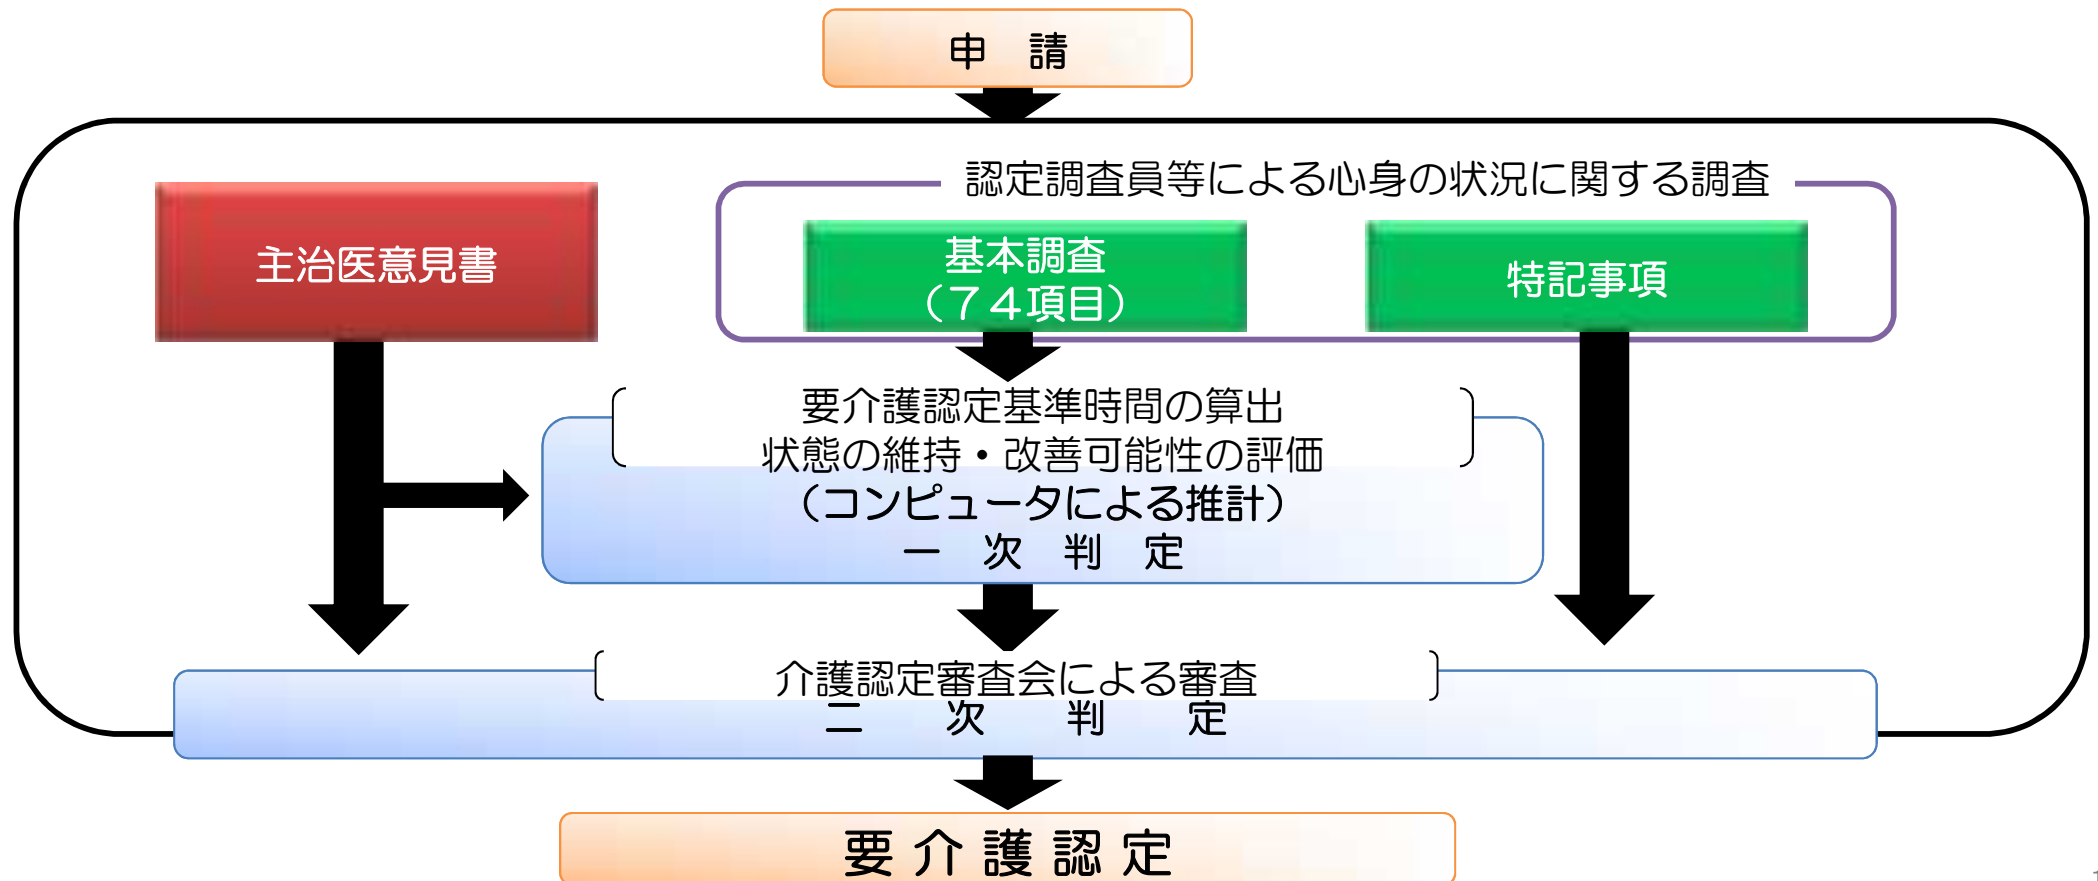 申　請
認定調査員等による心身の状況に関する調査
主治医意見書
基本調査
（７４項目）
特記事項
要介護認定基準時間の算出
状態の維持・改善可能性の評価
（コンピュータによる推計）
一　次　判　定
介護認定審査会による審査
二　　次　　判　　定
要 介 護 認 定